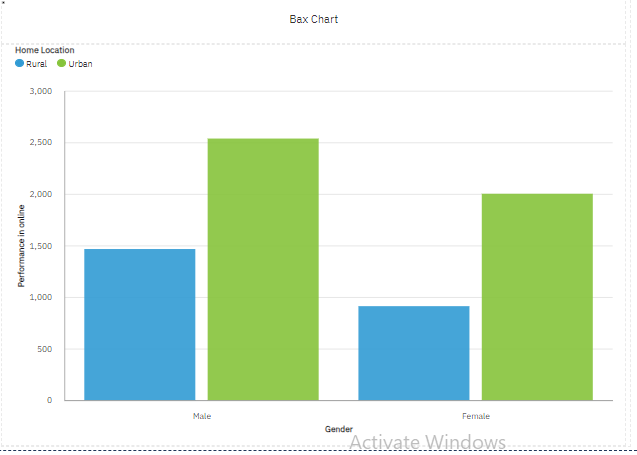 Bax Chart
Home Location
Rural Urban
3,000
2,500
2,000
1,500
1,000
500
0
Performance in online
Male Female
Gender
Activate Windows